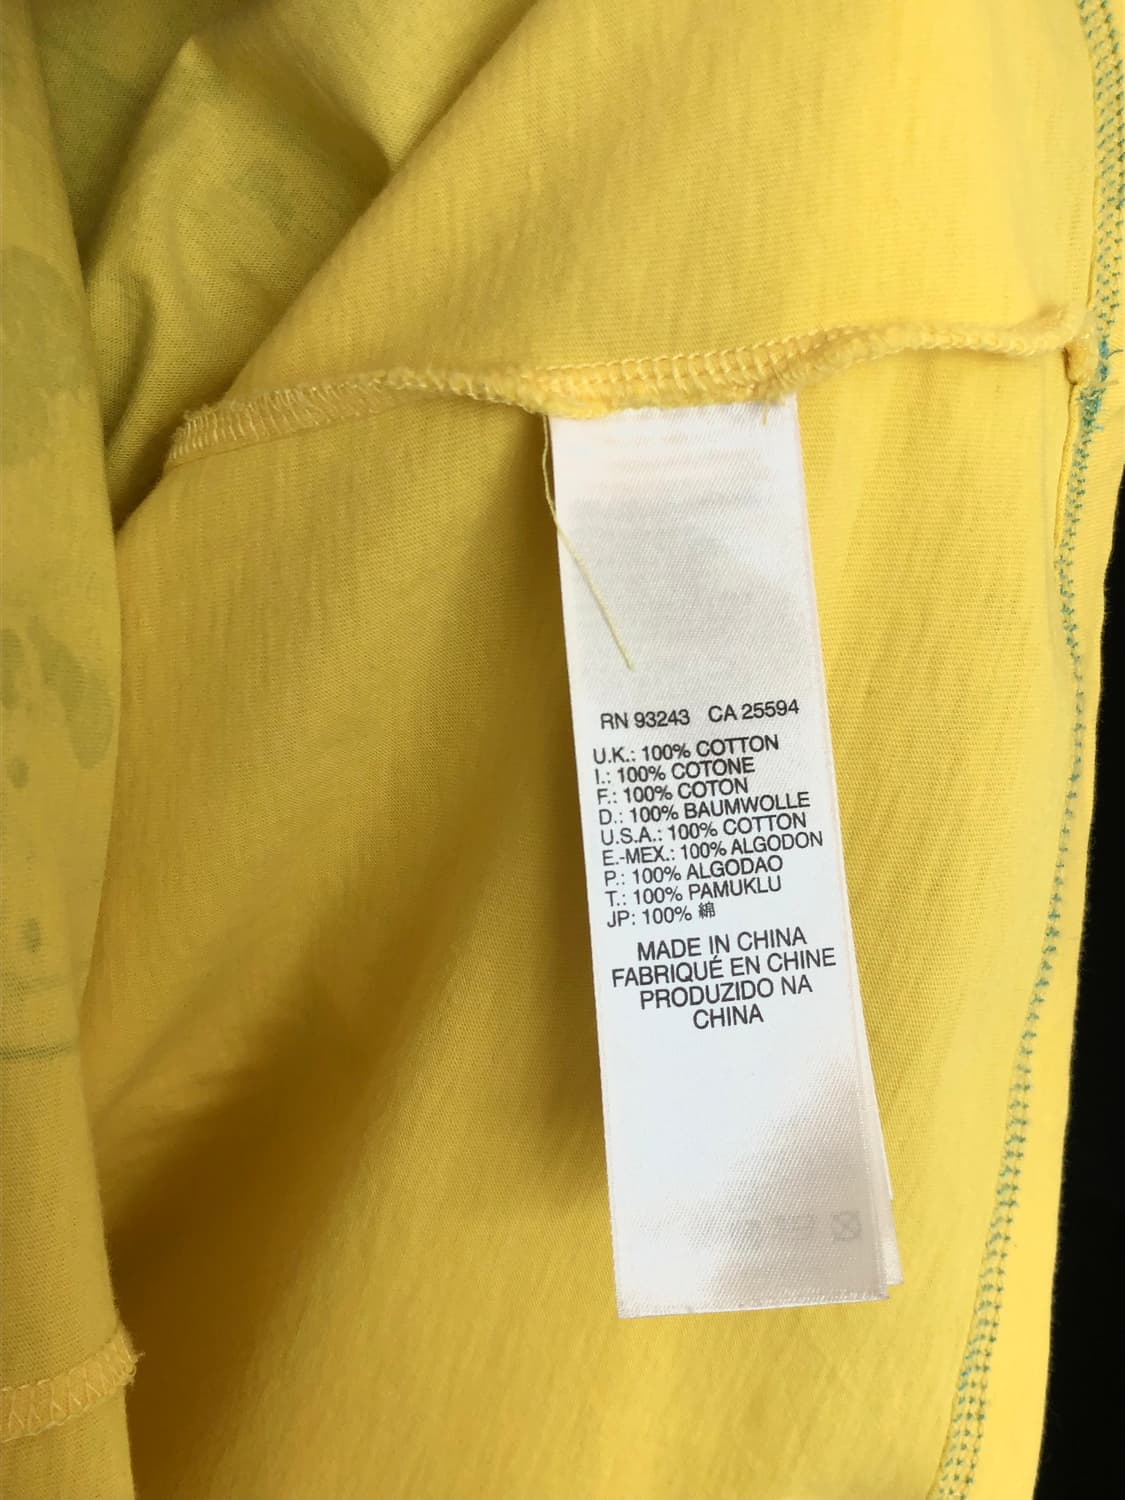 RN 93243 CA 25594
U.K.: 100% COTTON
I.: 100% COTONE
F.: 100% COTON
D.: 100% BAUMWOLLE
U.S.A.: 100% COTTON
E.-MEX.: 100% ALGODON
P.: 100% ALGODAO
T.: 100% PAMUKLU
JP: 100% 綿
MADE IN CHINA
FABRIQUÉ EN CHINE
PRODUZIDO NA
CHINA